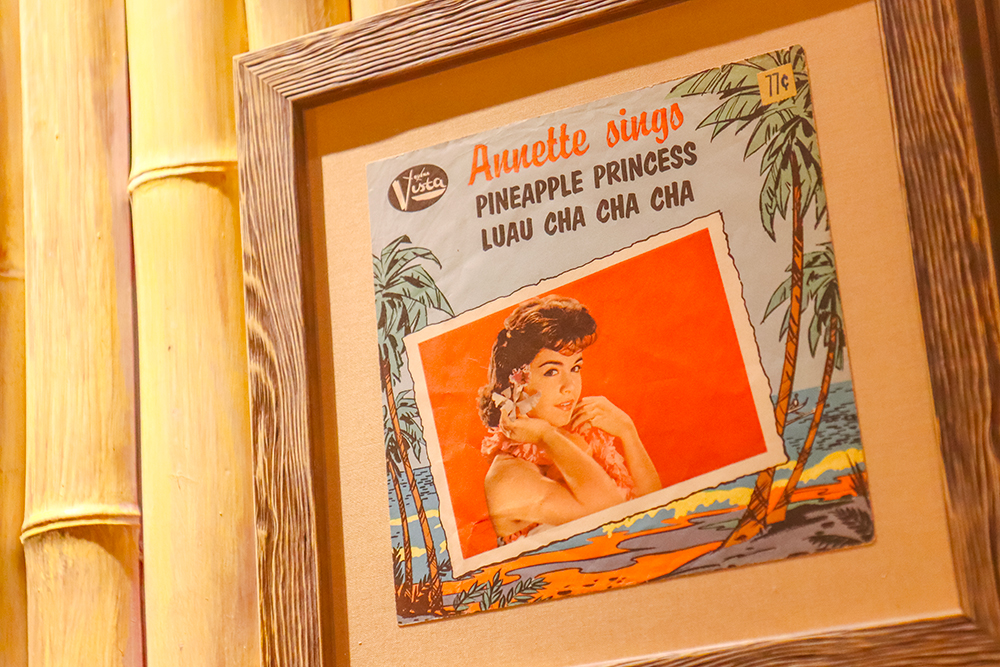 77¢
Annette sings
PINEAPPLE PRINCESS
LUAU CHA CHA CHA
Vista